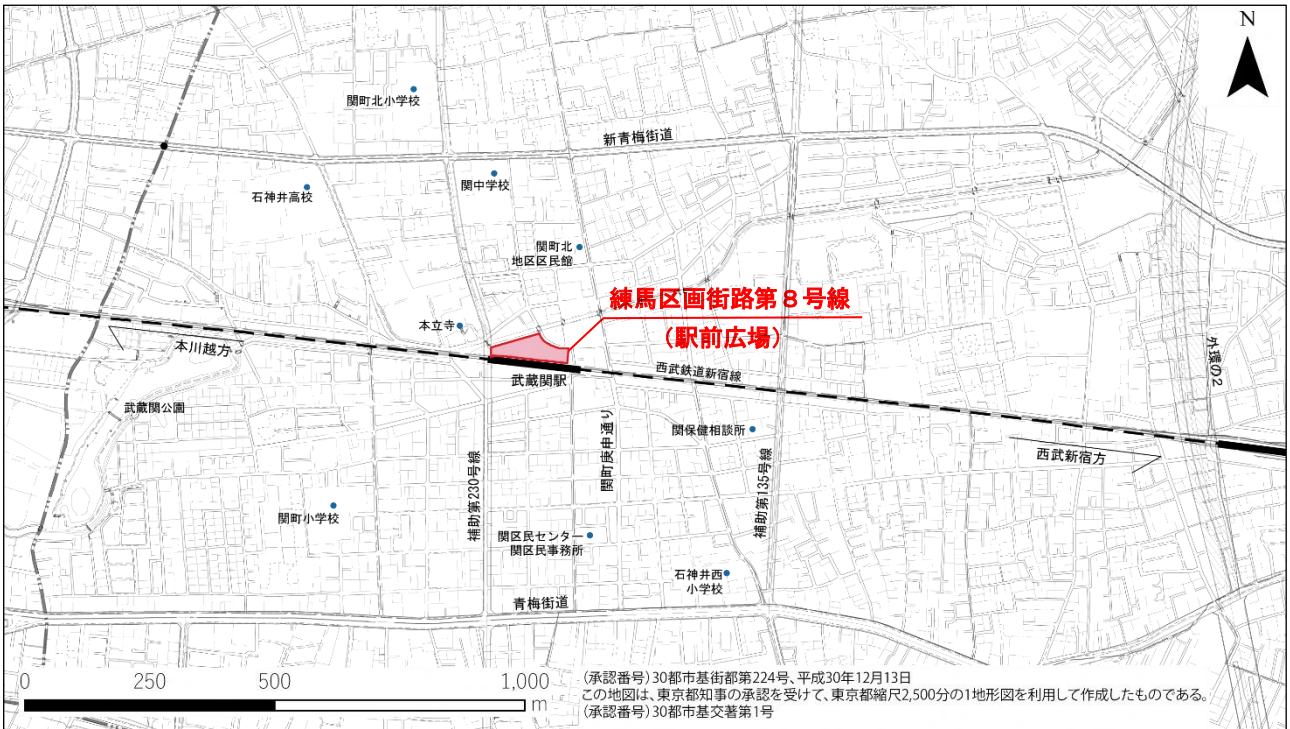 N
関町北小学校
新青梅街道
関中学校
石神井高校
関町北
地区区民館
練馬区画街路第８号線
（駅前広場）
本立寺
本川越方
武蔵関駅
西武鉄道新宿線
外環の2
武蔵関公園
関町庚申通り
関保健相談所
西武新宿方
補助第230号線
補助第135号線
関町小学校
関区民センター
関区民事務所
石神井西
小学校
青梅街道
0 250 500 1,000
m
（承認番号）30都市基街都第224号、平成30年12月13日
この地図は、東京都知事の承認を受けて、東京都縮尺2,500分の1地形図を利用して作成したものである。
（承認番号）30都市基交著第1号